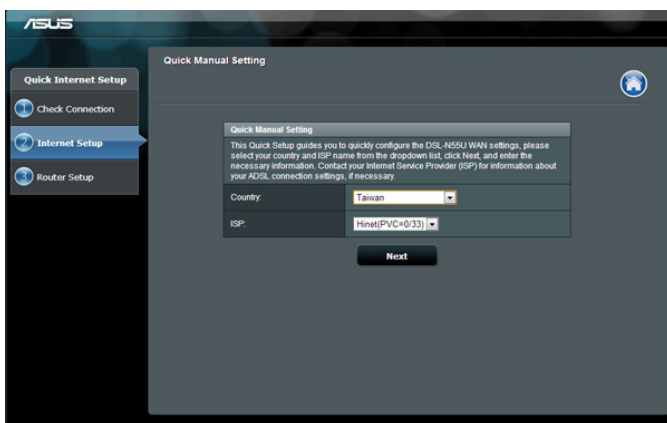 ASUS
Quick Internet Setup
1 Check Connection
2 Internet Setup
3 Router Setup
Quick Manual Setting
Quick Manual Setting
This Quick Setup guides you to quickly configure the DSL-N55U WAN settings, please
select your country and ISP name from the dropdown list, click Next, and enter the
necessary information. Contact your Internet Service Provider (ISP) for information about
your ADSL connection settings, if necessary.
Country: Taiwan
ISP: Hinet(PVC=0/33)
Next